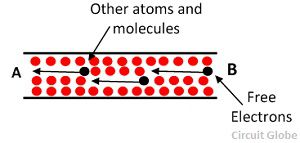 Other atoms and
molecules
A
B
Free
Electrons
Circuit Globe